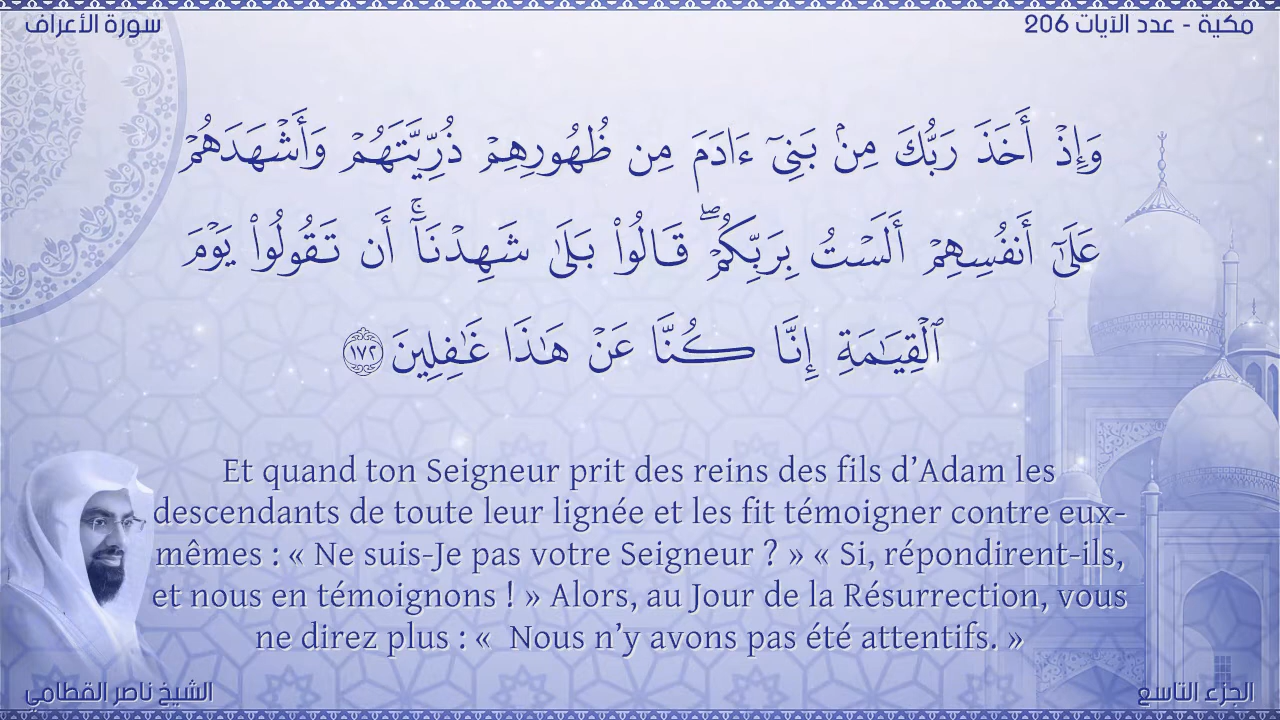 سورة الأعراف
مكية - عدد الآيات 206
وَإِذْ أَخَذَ رَبُّكَ مِنۢ بَنِىٓ ءَادَمَ مِن ظُهُورِهِمْ ذُرِّيَّتَهُمْ وَأَشْهَدَهُمْ
عَلَىٰٓ أَنفُسِهِمْ أَلَسْتُ بِرَبِّكُمْ ۖ قَالُوا۟ بَلَىٰ شَهِدْنَآ ۛ أَن تَقُولُوا۟ يَوْمَ
ٱلْقِيَـٰمَةِ إِنَّا كُنَّا عَنْ هَـٰذَا غَـٰفِلِينَ ١٧٢
Et quand ton Seigneur prit des reins des fils d’Adam les
descendants de toute leur lignée et les fit témoigner contre eux-
mêmes : « Ne suis-Je pas votre Seigneur ? » « Si, répondirent-ils,
et nous en témoignons ! » Alors, au Jour de la Résurrection, vous
ne direz plus : «  Nous n’y avons pas été attentifs. »
الشيخ ناصر القطامي
الجزء التاسع